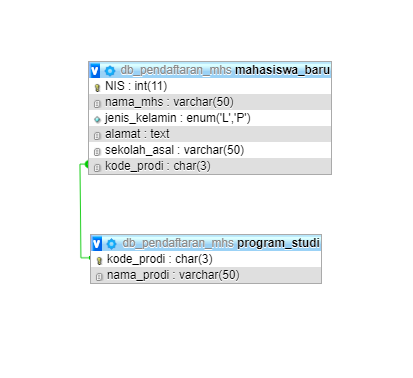 V db_pendaftaran_mhs mahasiswa_baru
NIS : int(11)
nama_mhs : varchar(50)
jenis_kelamin : enum('L','P')
alamat : text
sekolah_asal : varchar(50)
kode_prodi : char(3)
V db_pendaftaran_mhs program_studi
kode_prodi : char(3)
nama_prodi : varchar(50)